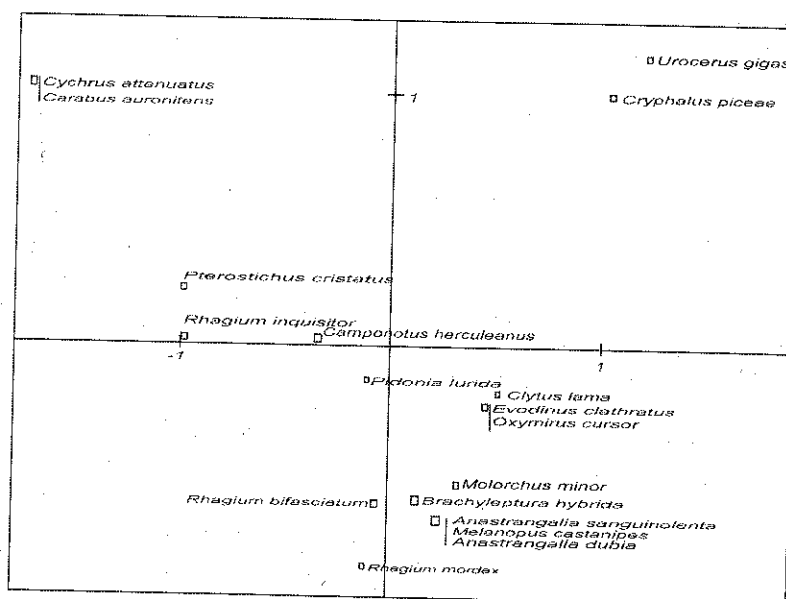 Urocerus gigas
Cychrus attenuatus
Carabus auronitens
1
Cryphalus piceae
Pterostichus cristatus
Rhagium inquisitor
Camponotus herculeanus
-1
1
Pidonia lurida
Clytus lama
Evodinus clathratus
Oxymirus cursor
Molorchus minor
Rhagium bifasciatum
Brachyleptura hybrida
Anastrangalia sanguinolenta
Melanopus castanipes
Anastrangalia dubia
Rhagium mordax